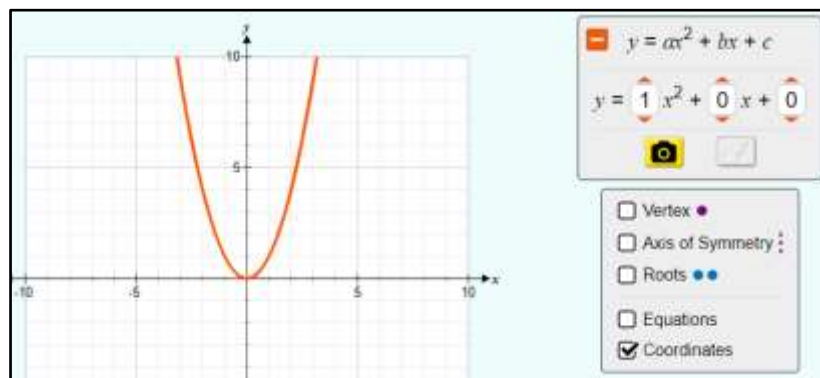 y
10
5
-10
-5
5
10
x
y = ax² + bx + c
y = 1 x² + 0 x + 0
Vertex
Axis of Symmetry
Roots
Equations
Coordinates